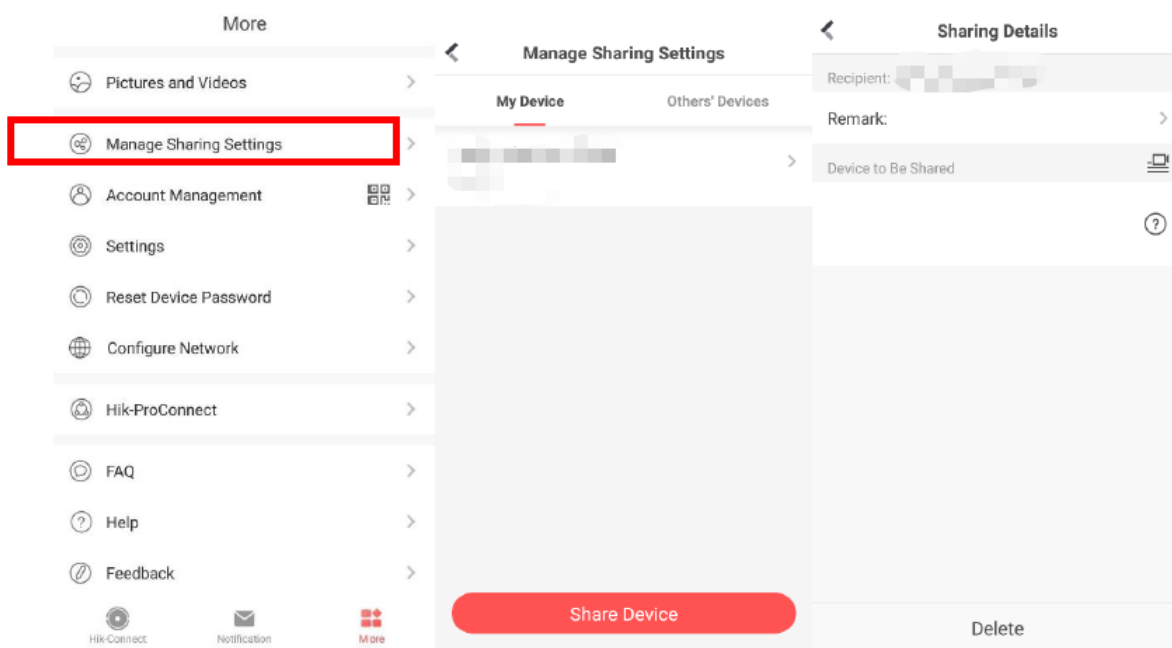 More
Pictures and Videos
Manage Sharing Settings
Account Management
Settings
Reset Device Password
Configure Network
Hik-ProConnect
FAQ
Help
Feedback
Hik-Connect
Notification
More
Manage Sharing Settings
My Device
Others' Devices
Share Device
Sharing Details
Recipient:
Remark:
Device to Be Shared
Delete